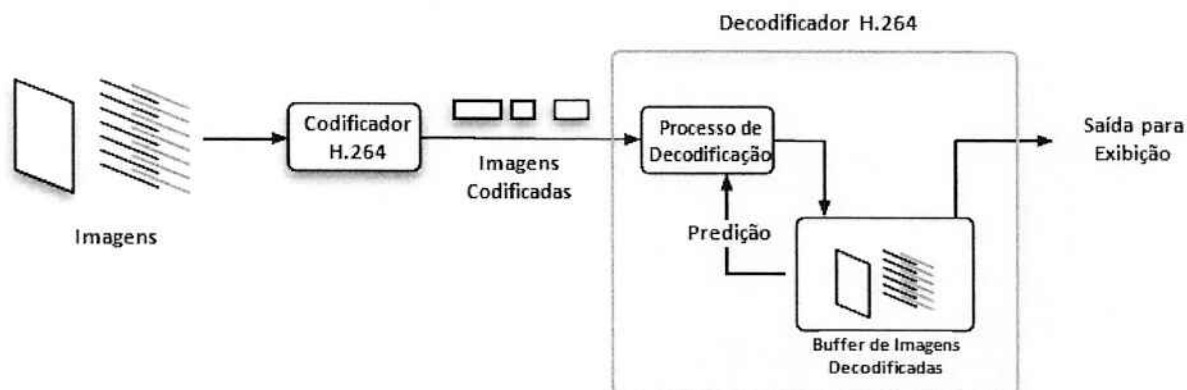 Decodificador H.264
Imagens
Codificador
H.264
Imagens
Codificadas
Processo de
Decodificação
Predição
Buffer de Imagens
Decodificadas
Saída para
Exibição